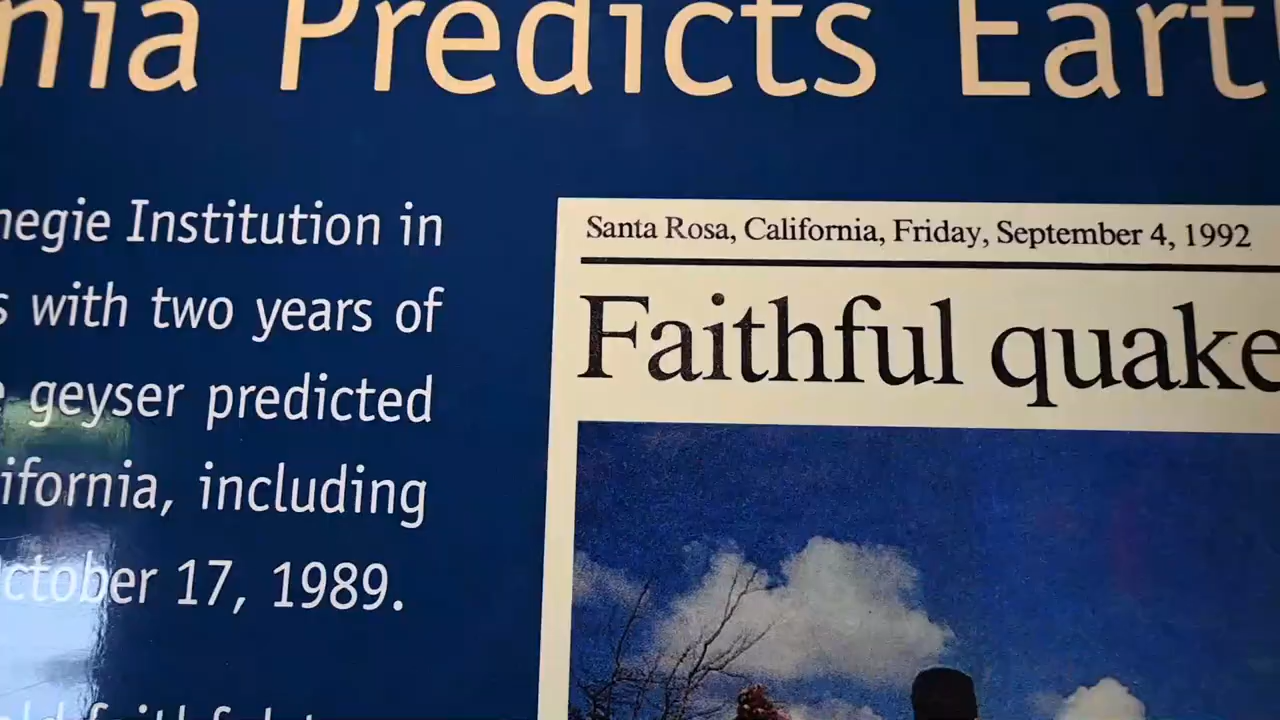 nia Predicts Eart
negie Institution in
s with two years of
geyser predicted
ifornia, including
ctober 17, 1989.
Santa Rosa, California, Friday, September 4, 1992
Faithful quake